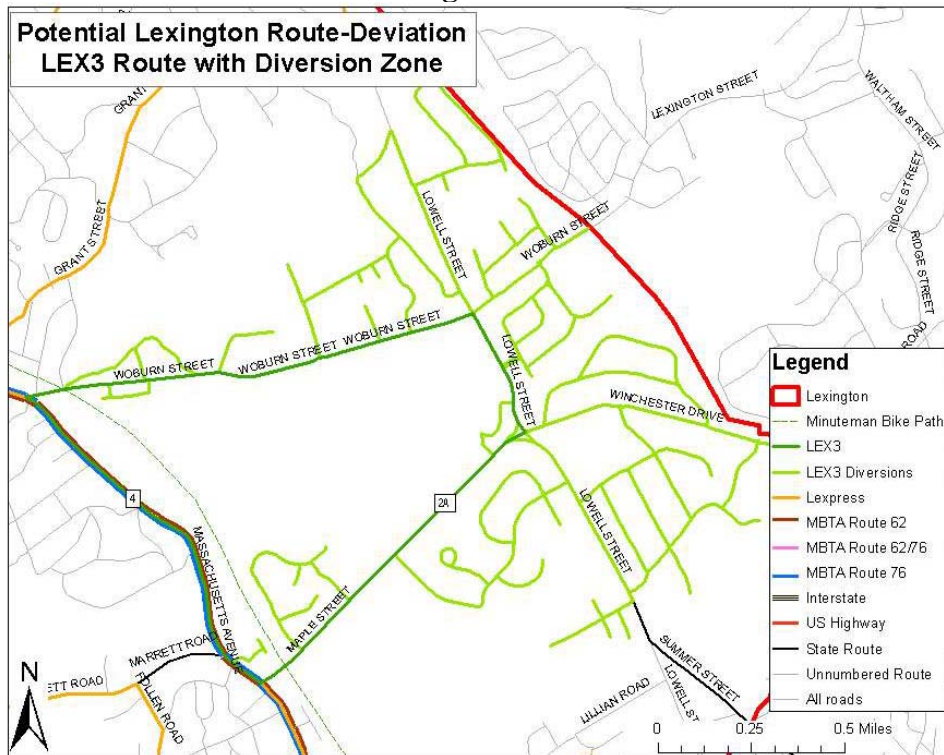 Potential Lexington Route-Deviation
LEX3 Route with Diversion Zone
GRANT
GRANT STREET
LEXINGTON STREET
WALTHAM STREET
RIDGE STREET
RIDGE STREET
ROAD
LOWELL STREET
WOBURN STREET
WOBURN STREET
WOBURN STREET
WOBURN STREET
LOWELL STREET
WINCHESTER DRIVE
4
2A
MASSACHUSETTS AVENUE
LOWELL STREET
MAPLE STREET
MARRETT ROAD
ETT ROAD
FOLLEN ROAD
SUMMER STREET
LOWELL ST
LILLIAN ROAD
N
Legend
Lexington
Minuteman Bike Path
LEX3
LEX3 Diversions
Lexpress
MBTA Route 62
MBTA Route 62/76
MBTA Route 76
Interstate
US Highway
State Route
Unnumbered Route
All roads
0 0.25 0.5 Miles